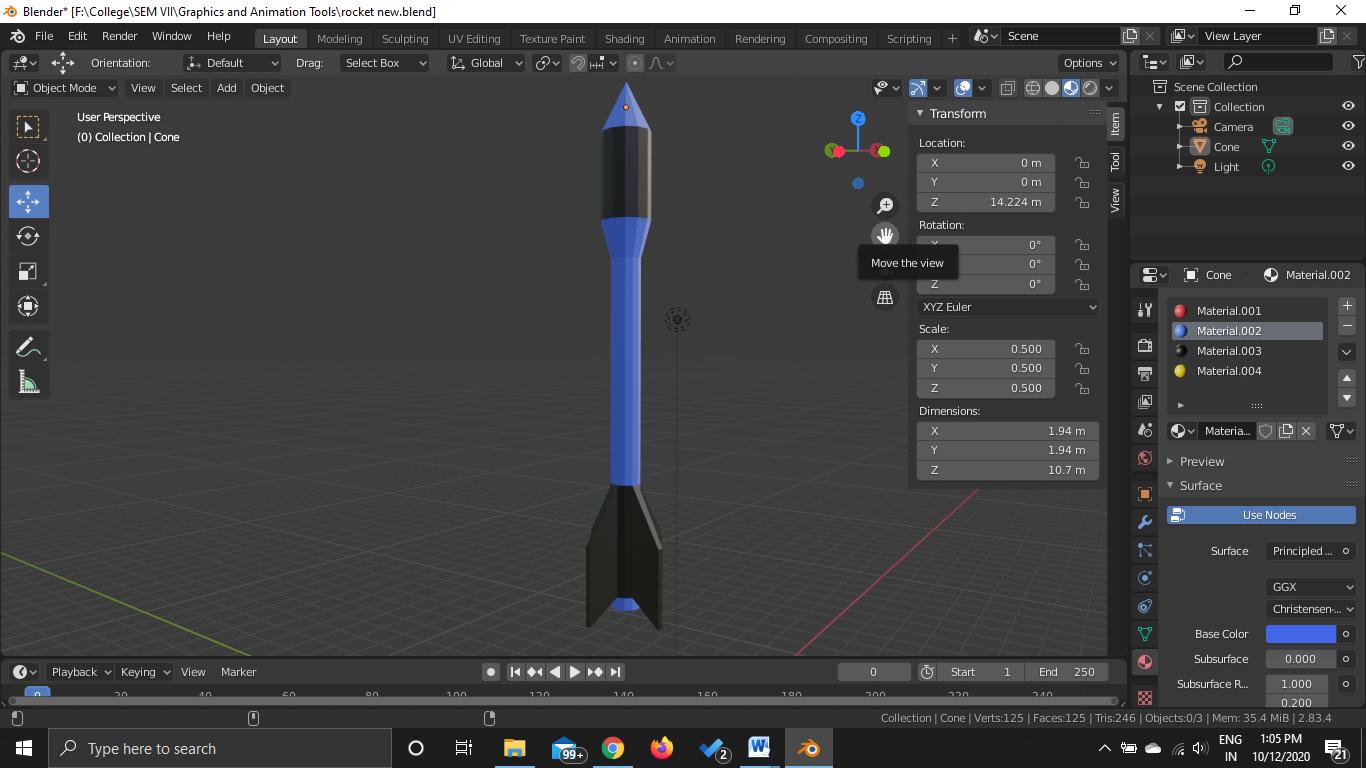 Blender* [F:\College\SEM VII\Graphics and Animation Tools\rocket new.blend]
File Edit Render Window Help Layout Modeling Sculpting UV Editing Texture Paint Shading Animation Rendering Compositing Scripting + Scene View Layer
Orientation: Default Drag: Select Box Global Options
Object Mode View Select Add Object
User Perspective
(0) Collection | Cone
Z
Y
Move the view
Transform
Location:
X 0 m
Y 0 m
Z 14.224 m
Rotation:
0°
0°
Z 0°
XYZ Euler
Scale:
X 0.500
Y 0.500
Z 0.500
Dimensions:
X 1.94 m
Y 1.94 m
Z 10.7 m
Item
Tool
View
Scene Collection
Collection
Camera
Cone
Light
Cone Material.002
Material.001
Material.002
Material.003
Material.004
Materia...
Preview
Surface
Use Nodes
Surface Principled ...
GGX
Christensen-...
Base Color
Subsurface 0.000
Subsurface R... 1.000
0.200
Playback Keying View Marker 0 Start 1 End 250
0 20 40 60 80 100 120 140 160 180 200 220 240
Collection | Cone | Verts:125 | Faces:125 | Tris:246 | Objects:0/3 | Mem: 35.4 MiB | 2.83.4
Type here to search
99+
2
W
ENG
IN
1:05 PM
10/12/2020
21